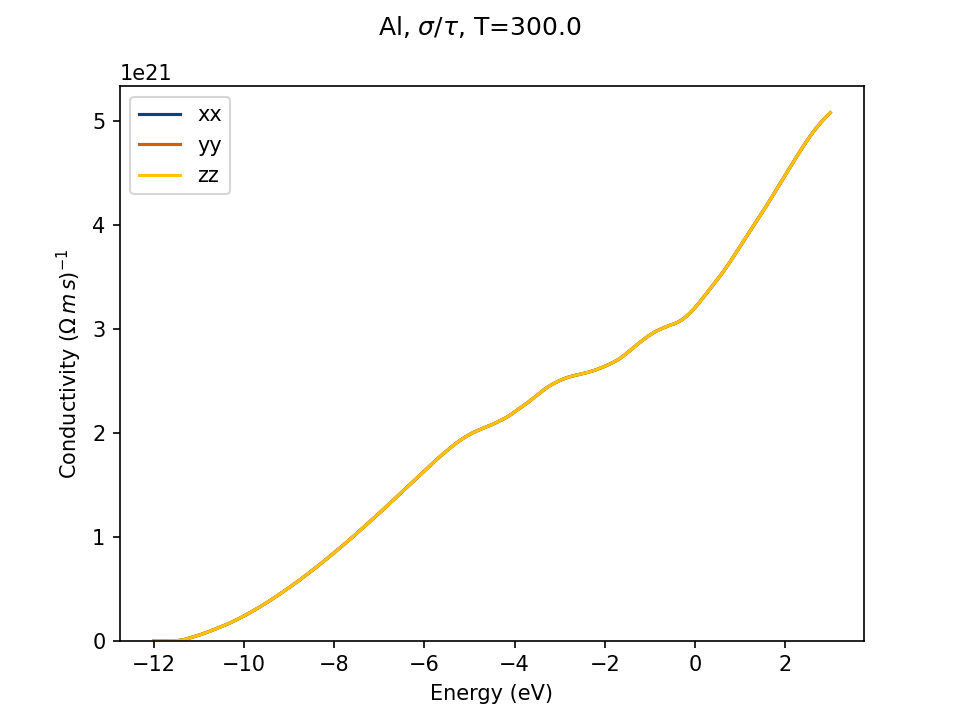 Al, σ/τ, T=300.0
1e21
xx
yy
zz
5
4
3
2
1
0
Conductivity (Ω m s)⁻¹
−12 −10 −8 −6 −4 −2 0 2
Energy (eV)